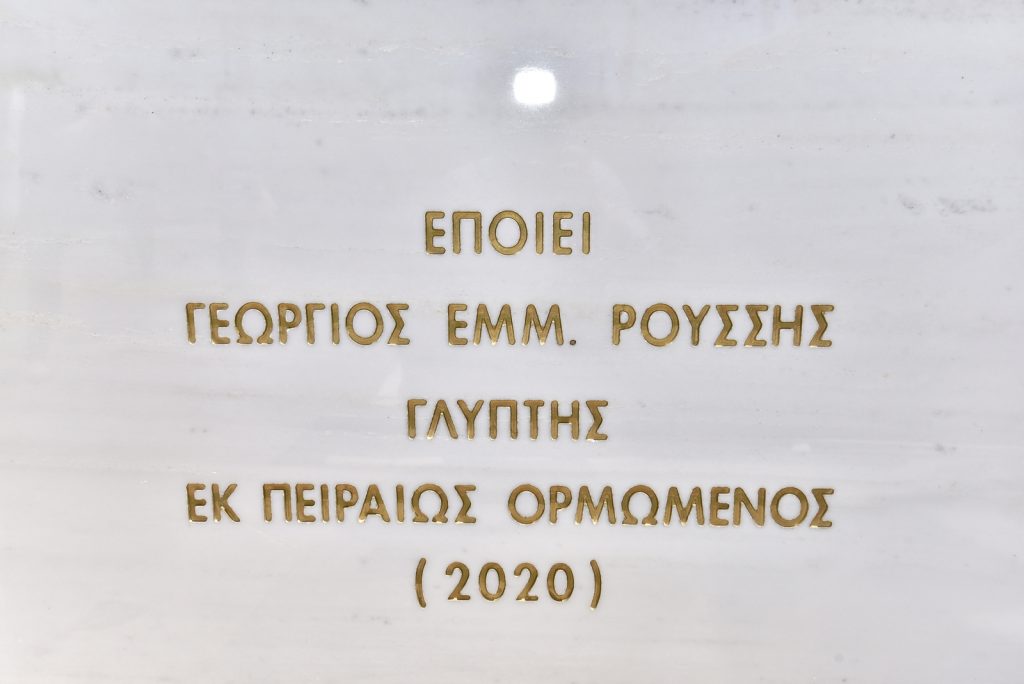 ΕΠΟΙΕΙ
ΓΕΩΡΓΙΟΣ ΕΜΜ. ΡΟΥΣΣΗΣ
ΓΛΥΠΤΗΣ
ΕΚ ΠΕΙΡΑΙΩΣ ΟΡΜΩΜΕΝΟΣ
(2020)